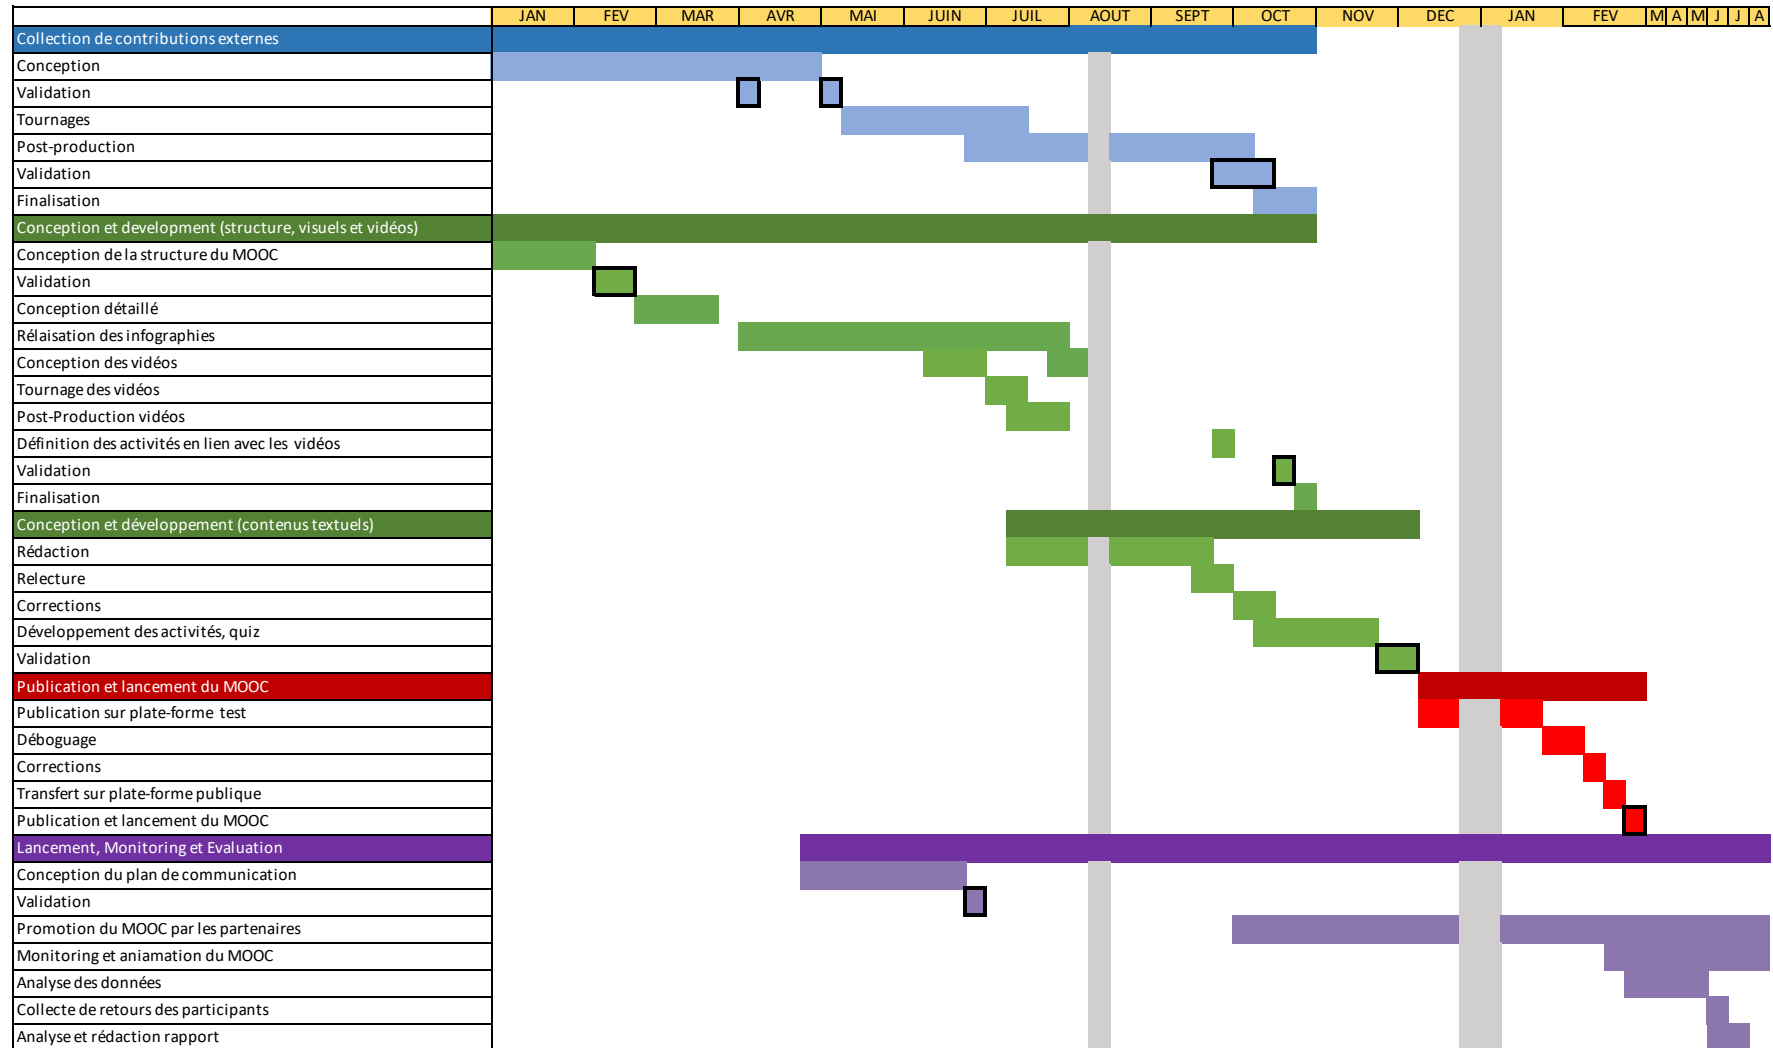 JAN FEV MAR AVR MAI JUIN JUIL AOUT SEPT OCT NOV DEC JAN FEV M A M J J A
Collection de contributions externes
Conception
Validation
Tournages
Post-production
Validation
Finalisation
Conception et development (structure, visuels et vidéos)
Conception de la structure du MOOC
Validation
Conception détaillé
Rélaisation des infographies
Conception des vidéos
Tournage des vidéos
Post-Production vidéos
Définition des activités en lien avec les vidéos
Validation
Finalisation
Conception et développement (contenus textuels)
Rédaction
Relecture
Corrections
Développement des activités, quiz
Validation
Publication et lancement du MOOC
Publication sur plate-forme test
Déboguage
Corrections
Transfert sur plate-forme publique
Publication et lancement du MOOC
Lancement, Monitoring et Evaluation
Conception du plan de communication
Validation
Promotion du MOOC par les partenaires
Monitoring et aniamation du MOOC
Analyse des données
Collecte de retours des participants
Analyse et rédaction rapport